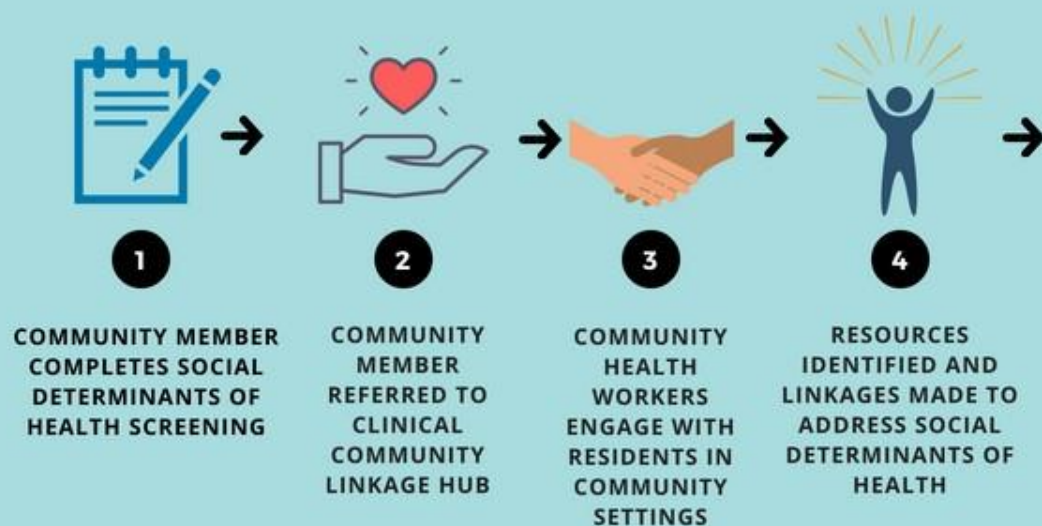 1
COMMUNITY MEMBER
COMPLETES SOCIAL
DETERMINANTS OF
HEALTH SCREENING
2
COMMUNITY
MEMBER
REFERRED TO
CLINICAL
COMMUNITY
LINKAGE HUB
3
COMMUNITY
HEALTH
WORKERS
ENGAGE WITH
RESIDENTS IN
COMMUNITY
SETTINGS
4
RESOURCES
IDENTIFIED AND
LINKAGES MADE TO
ADDRESS SOCIAL
DETERMINANTS OF
HEALTH